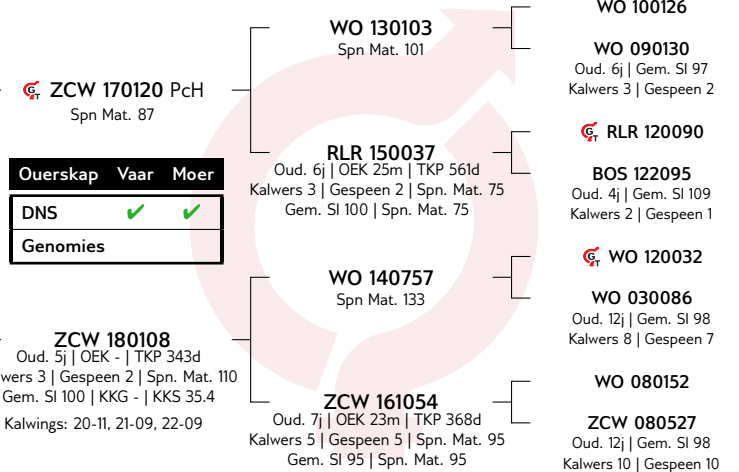 ZCW 170120 PcH
Spn Mat. 87
Ouerskap Vaar Moer
DNS ✔ ✔
Genomies
ZCW 180108
Oud. 5j | OEK - | TKP 343d
wers 3 | Gespeen 2 | Spn. Mat. 110
Gem. SI 100 | KKG - | KKS 35.4
Kalwings: 20-11, 21-09, 22-09
WO 130103
Spn Mat. 101
RLR 150037
Oud. 6j | OEK 25m | TKP 561d
Kalwers 3 | Gespeen 2 | Spn. Mat. 75
Gem. SI 100 | Spn. Mat. 75
WO 140757
Spn Mat. 133
ZCW 161054
Oud. 7j | OEK 23m | TKP 368d
Kalwers 5 | Gespeen 5 | Spn. Mat. 95
Gem. SI 95 | Spn. Mat. 95
WO 100126
WO 090130
Oud. 6j | Gem. SI 97
Kalwers 3 | Gespeen 2
RLR 120090
BOS 122095
Oud. 4j | Gem. SI 109
Kalwers 2 | Gespeen 1
WO 120032
WO 030086
Oud. 12j | Gem. SI 98
Kalwers 8 | Gespeen 7
WO 080152
ZCW 080527
Oud. 12j | Gem. SI 98
Kalwers 10 | Gespeen 10